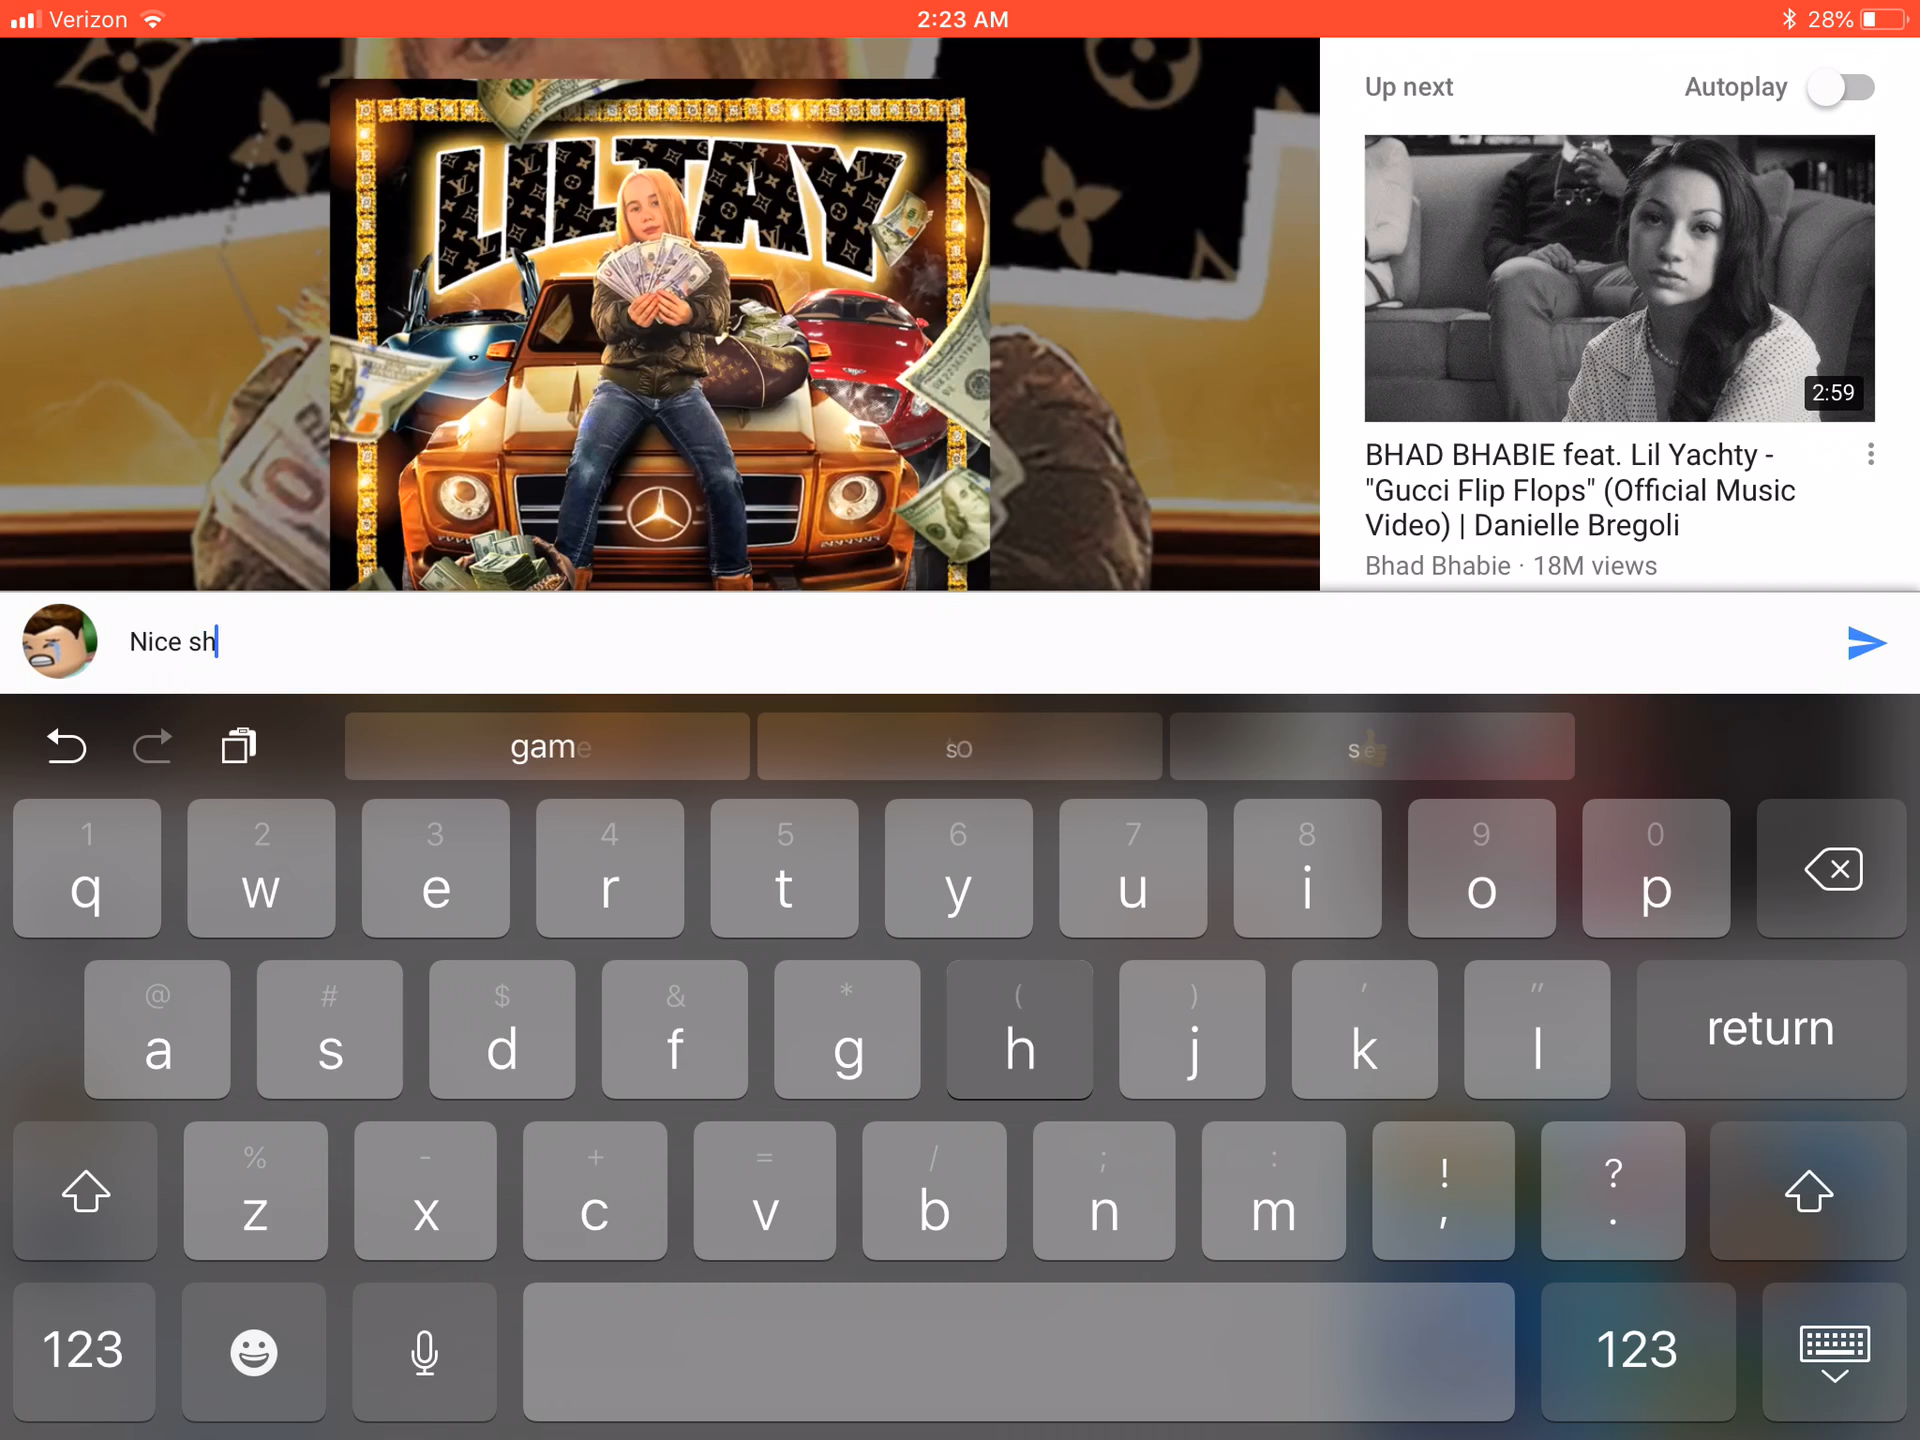 Verizon
2:23 AM
28%
LIL TAY
Up next
Autoplay
2:59
BHAD BHABIE feat. Lil Yachty -
"Gucci Flip Flops" (Official Music
Video) | Danielle Bregoli
Bhad Bhabie · 18M views
Nice sh
game
so
se
1 2 3 4 5 6 7 8 9 0
q w e r t y u i o p
@ # $ & * ( ) ' "
a s d f g h j k l return
% - + = / ; : ! ?
z x c v b n m , .
123 123